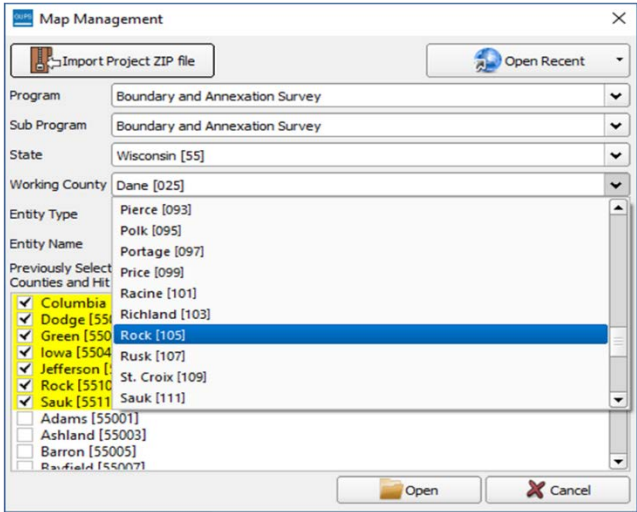 GUPS Map Management
Import Project ZIP file
Open Recent
Program
Boundary and Annexation Survey
Sub Program
Boundary and Annexation Survey
State
Wisconsin [55]
Working County
Dane [025]
Entity Type
Pierce [093]
Polk [095]
Entity Name
Portage [097]
Previously Select
Price [099]
Counties and Hit
Racine [101]
Columbia
Richland [103]
Dodge [55
Green [550
Rock [105]
Iowa [5504
Rusk [107]
Jefferson [
Rock [5510
St. Croix [109]
Sauk [5511
Sauk [111]
Adams [55001]
Ashland [55003]
Barron [55005]
Bayfield [55007]
Open
Cancel